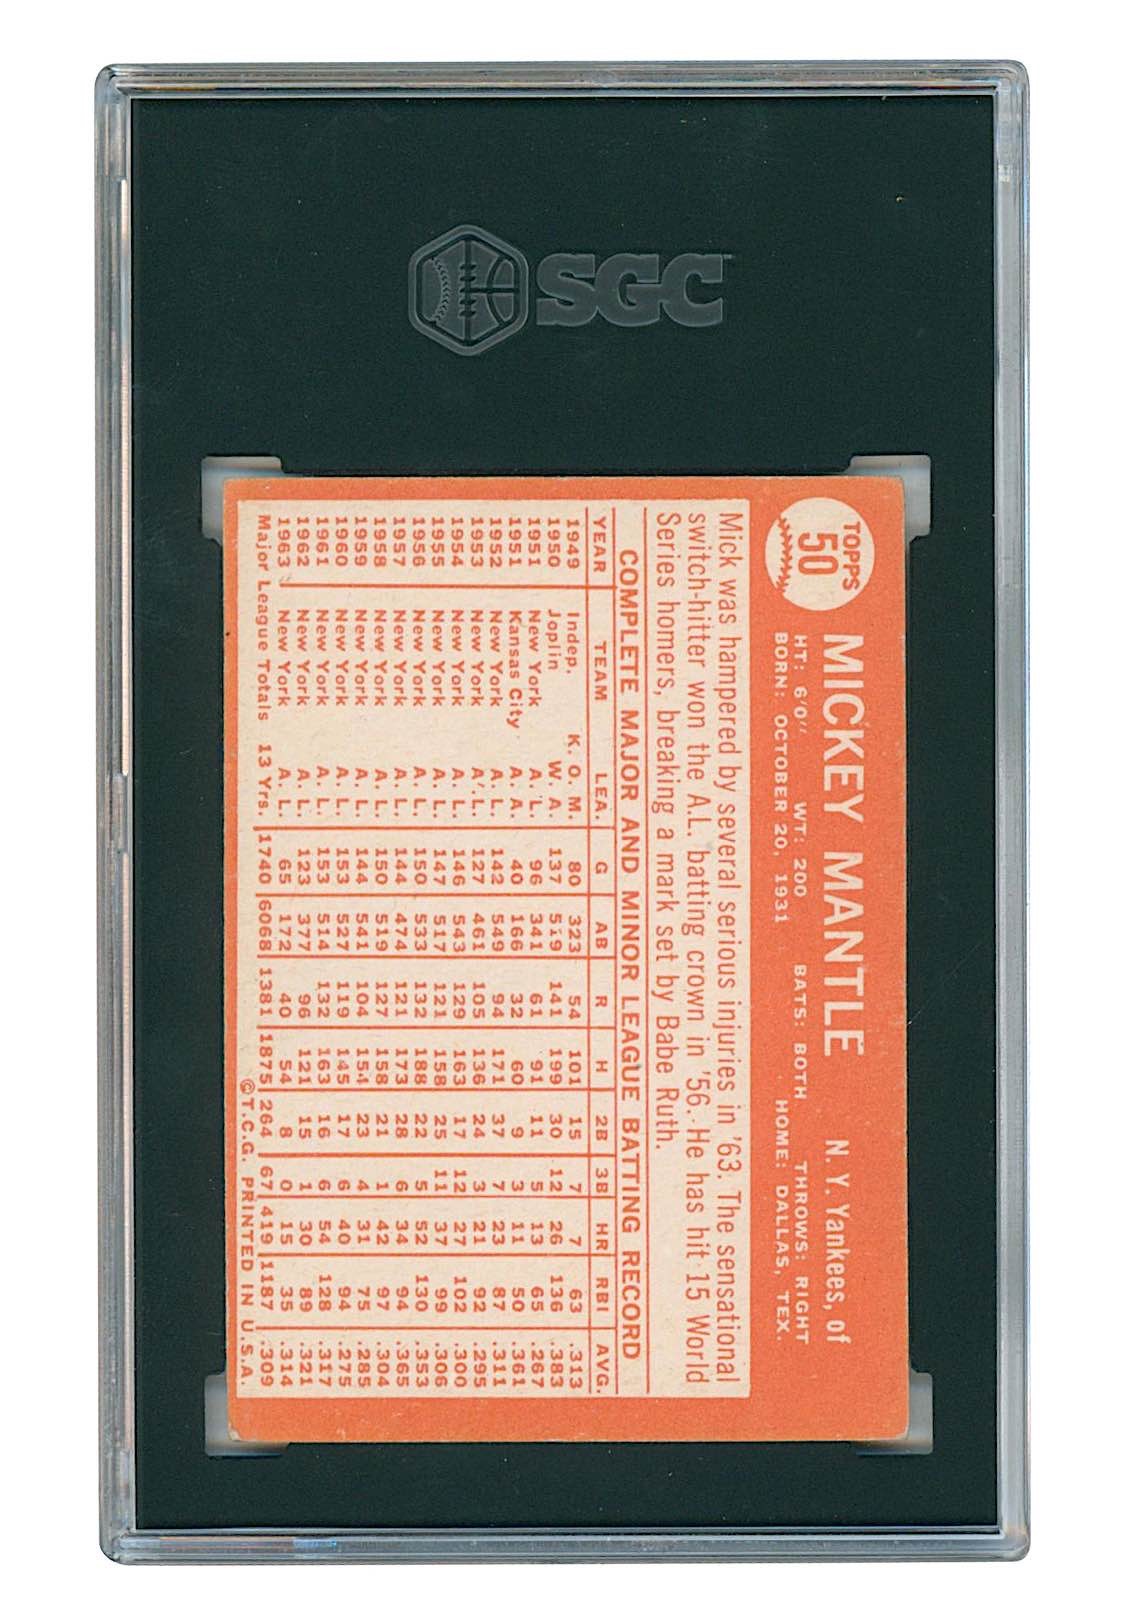 SGC
TOPPS
50
MICKEY MANTLE N. Y. Yankees, of
HT: 6'0" WT: 200 BATS: BOTH THROWS: RIGHT
BORN: OCTOBER 20, 1931 HOME: DALLAS, TEX.
Mick was hampered by several serious injuries in '63. The sensational
switch-hitter won the A.L. batting crown in '56. He has hit 15 World
Series homers, breaking a mark set by Babe Ruth.
COMPLETE MAJOR AND MINOR LEAGUE BATTING RECORD
YEAR TEAM LEA. G AB R H 2B 3B HR RBI AVG.
1949 Indep. K. O. M. 80 323 54 101 15 7 7 63 .313
1950 Joplin W. A. 137 519 141 199 30 12 26 136 .383
1951 New York A. L. 96 341 61 91 11 5 13 65 .267
1951 Kansas City A. A. 40 166 32 60 9 3 11 50 .361
1952 New York A. L. 142 549 94 171 37 7 23 87 .311
1953 New York A. L. 127 461 105 136 24 3 21 92 .295
1954 New York A. L. 146 543 129 163 17 12 27 102 .300
1955 New York A. L. 147 517 121 158 25 11 37 99 .306
1956 New York A. L. 150 533 132 188 22 5 52 130 .353
1957 New York A. L. 144 474 121 173 28 6 34 94 .365
1958 New York A. L. 150 519 127 158 21 1 42 97 .304
1959 New York A. L. 144 541 104 154 23 4 31 75 .285
1960 New York A. L. 153 527 119 145 17 6 40 94 .275
1961 New York A. L. 153 514 132 163 16 6 54 128 .317
1962 New York A. L. 123 377 96 121 15 1 30 89 .321
1963 New York A. L. 65 172 40 54 8 0 15 35 .314
Major League Totals 13 Yrs. 1740 6068 1381 1875 264 67 419 1187 .309
©T.C.G. PRINTED IN U.S.A.